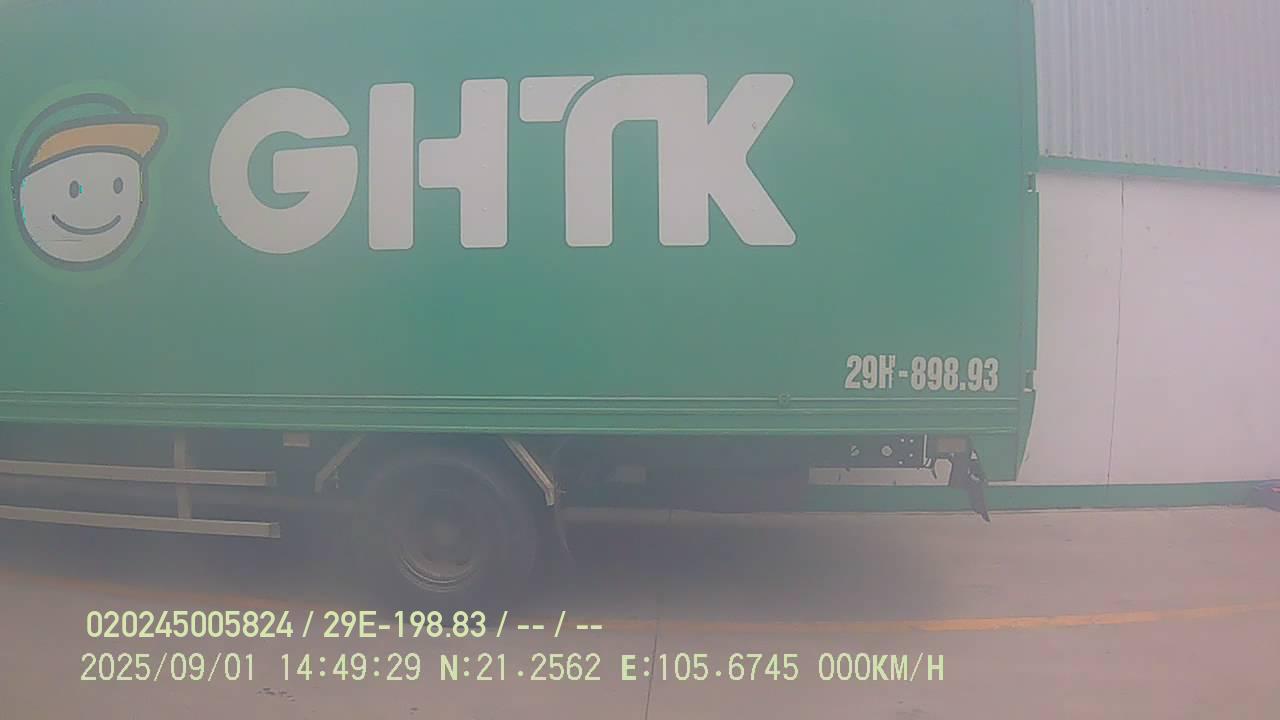 GHTK
29H-898.93
020245005824 / 29E-198.83 / -- / --
2025/09/01 14:49:29 N:21.2562 E:105.6745 000KM/H